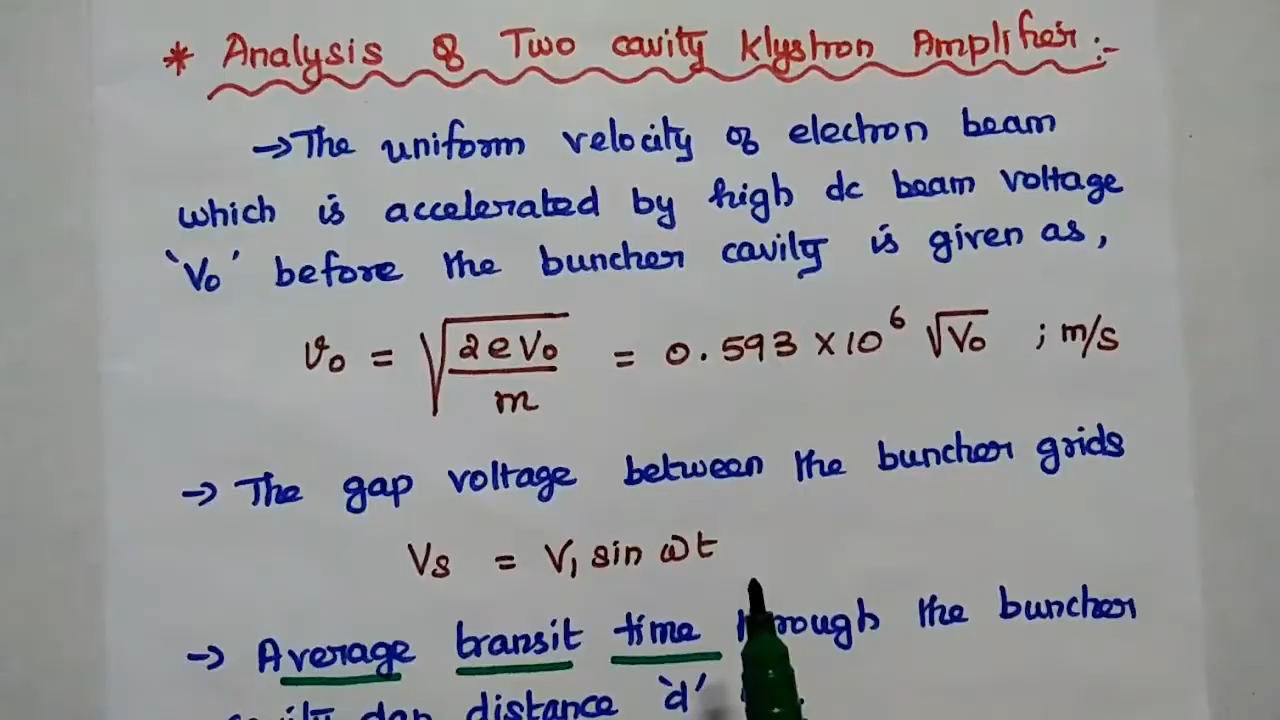 * Analysis of Two cavity Klystron Amplifier :-
→ The uniform velocity of electron beam
which is accelerated by high dc beam voltage
'V₀' before the buncher cavity is given as,
v₀ = √(2eV₀/m) = 0.593 × 10⁶ √V₀ ; m/s
→ The gap voltage between the buncher grids
Vs = V₁ sin ωt
→ Average transit time through the buncher
distance 'd'